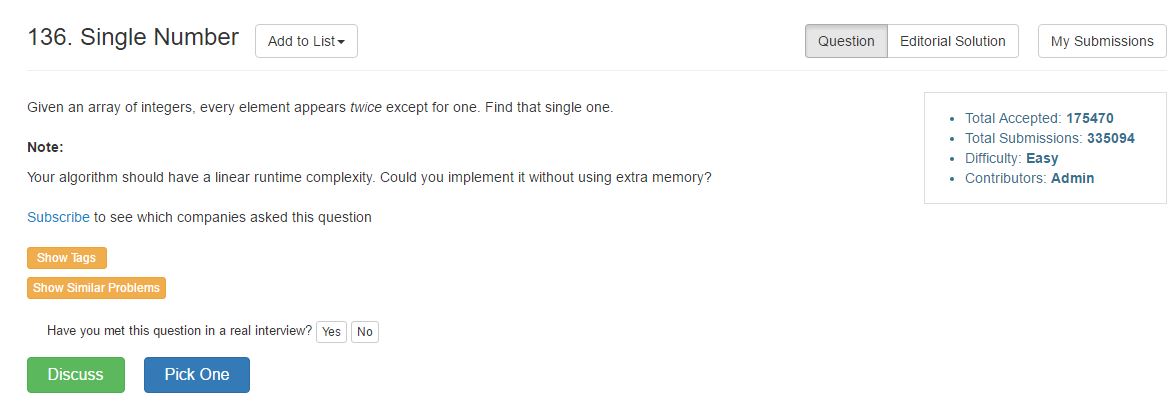 136. Single Number
Add to List
Question
Editorial Solution
My Submissions
Given an array of integers, every element appears twice except for one. Find that single one.
Note:
Your algorithm should have a linear runtime complexity. Could you implement it without using extra memory?
Subscribe to see which companies asked this question
Show Tags
Show Similar Problems
Have you met this question in a real interview? Yes No
Discuss
Pick One
Total Accepted: 175470
Total Submissions: 335094
Difficulty: Easy
Contributors: Admin